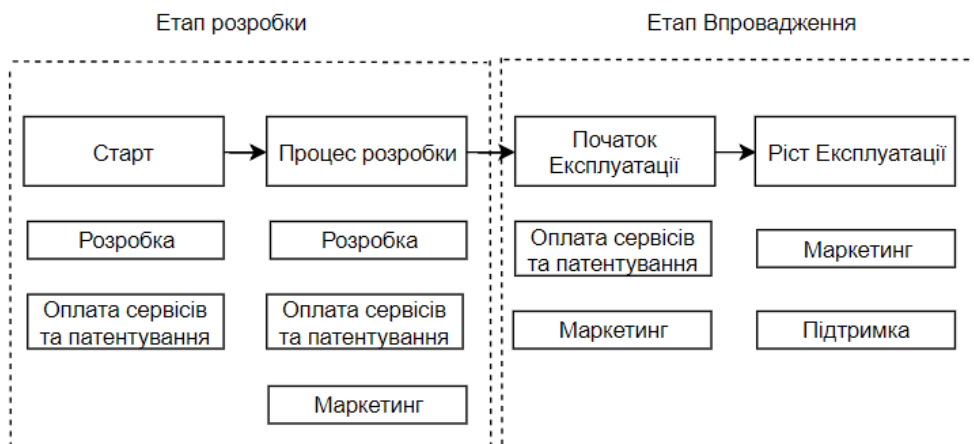 Етап розробки
Етап Впровадження
Старт
Процес розробки
Початок
Експлуатації
Ріст Експлуатації
Розробка
Розробка
Оплата сервісів
та патентування
Маркетинг
Оплата сервісів
та патентування
Оплата сервісів
та патентування
Маркетинг
Підтримка
Маркетинг